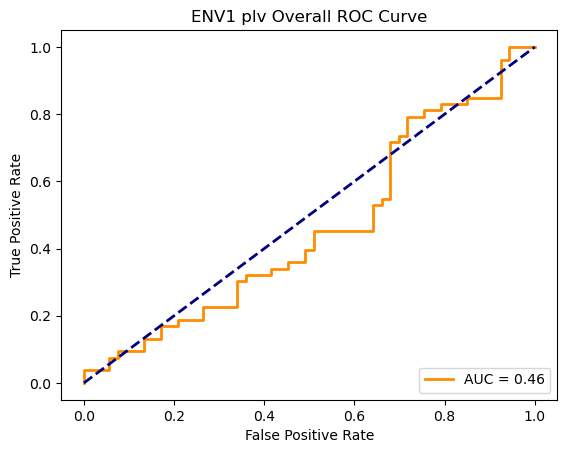 ENV1 plv Overall ROC Curve
True Positive Rate
1.0
0.8
0.6
0.4
0.2
0.0
AUC = 0.46
0.0 0.2 0.4 0.6 0.8 1.0
False Positive Rate